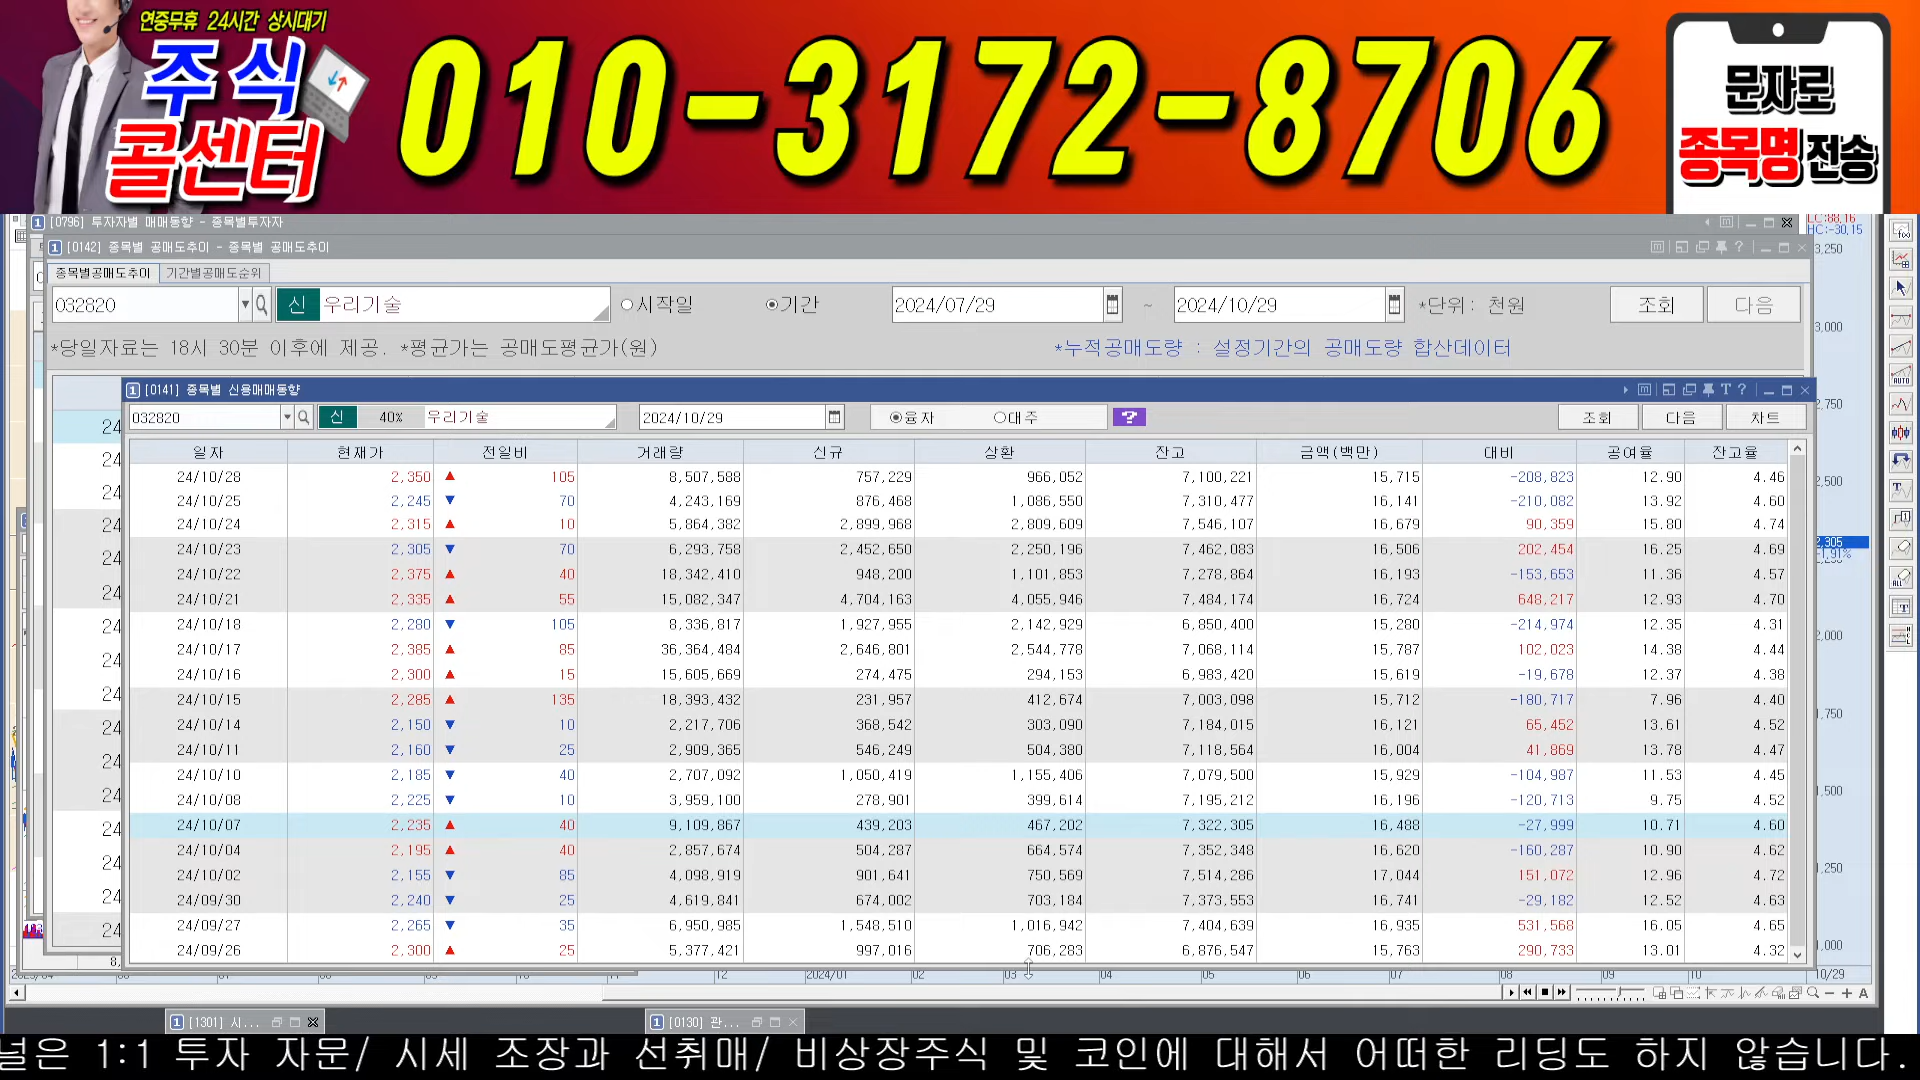 연중무휴 24시간 상시대기
주식
콜센터
010-3172-8706
문자로
종목명 전송
1 [0796] 투자자별 매매동향 - 종목별투자자
LC:88.16
HC:-30.15
1 [0142] 종목별 공매도추이 - 종목별 공매도추이
3,250
종목별공매도추이 기간별공매도순위
032820 신 우리기술 시작일 기간 2024/07/29 ~ 2024/10/29 *단위: 천원 조회 다음
3,000
*당일자료는 18시 30분 이후에 제공. *평균가는 공매도평균가(원) *누적공매도량 : 설정기간의 공매도량 합산데이터
1 [0141] 종목별 신용매매동향
032820 신 40% 우리기술 2024/10/29 융자 대주 ? 조회 다음 차트
일자 현재가 전일비 거래량 신규 상환 잔고 금액(백만) 대비 공여율 잔고율
24/10/28 2,350 ▲ 105 8,507,588 757,229 966,052 7,100,221 15,715 -208,823 12.90 4.46
24/10/25 2,245 ▼ 70 4,243,169 876,468 1,086,550 7,310,477 16,141 -210,082 13.92 4.60
24/10/24 2,315 ▲ 10 5,864,382 2,899,968 2,809,609 7,546,107 16,679 90,359 15.80 4.74
24/10/23 2,305 ▼ 70 6,293,758 2,452,650 2,250,196 7,462,083 16,506 202,454 16.25 4.69
24/10/22 2,375 ▲ 40 18,342,410 948,200 1,101,853 7,278,864 16,193 -153,653 11.36 4.57
24/10/21 2,335 ▲ 55 15,082,347 4,704,163 4,055,946 7,484,174 16,724 648,217 12.93 4.70
24/10/18 2,280 ▼ 105 8,336,817 1,927,955 2,142,929 6,850,400 15,280 -214,974 12.35 4.31
24/10/17 2,385 ▲ 85 36,364,484 2,646,801 2,544,778 7,068,114 15,787 102,023 14.38 4.44
24/10/16 2,300 ▲ 15 15,605,669 274,475 294,153 6,983,420 15,619 -19,678 12.37 4.38
24/10/15 2,285 ▲ 135 18,393,432 231,957 412,674 7,003,098 15,712 -180,717 7.96 4.40
24/10/14 2,150 ▼ 10 2,217,706 368,542 303,090 7,184,015 16,121 65,452 13.61 4.52
24/10/11 2,160 ▼ 25 2,909,365 546,249 504,380 7,118,564 16,004 41,869 13.78 4.47
24/10/10 2,185 ▼ 40 2,707,092 1,050,419 1,155,406 7,079,500 15,929 -104,987 11.53 4.45
24/10/08 2,225 ▼ 10 3,959,100 278,901 399,614 7,195,212 16,196 -120,713 9.75 4.52
24/10/07 2,235 ▲ 40 9,109,867 439,203 467,202 7,322,305 16,488 -27,999 10.71 4.60
24/10/04 2,195 ▲ 40 2,857,674 504,287 664,574 7,352,348 16,620 -160,287 10.90 4.62
24/10/02 2,155 ▼ 85 4,098,919 901,641 750,569 7,514,286 17,044 151,072 12.96 4.72
24/09/30 2,240 ▼ 25 4,619,841 674,002 703,184 7,373,553 16,741 -29,182 12.52 4.63
24/09/27 2,265 ▼ 35 6,950,985 1,548,510 1,016,942 7,404,639 16,935 531,568 16.05 4.65
24/09/26 2,300 ▲ 25 5,377,421 997,016 706,283 6,876,547 15,763 290,733 13.01 4.32
12 2024/01 02 03 04 05 06 07 08 09 10 10/29
1 [1301] 시... 1 [0130] 관...
널은 1:1 투자 자문/ 시세 조장과 선취매/ 비상장주식 및 코인에 대해서 어떠한 리딩도 하지 않습니다.